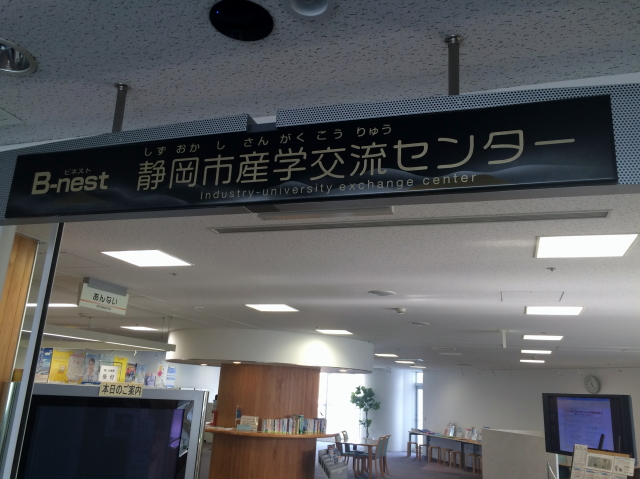 ビネスト
B-nest
しず おか し さん がく こう りゅう
静岡市産学交流センター
Industry-university exchange center
あんない
受付
本日のご案内